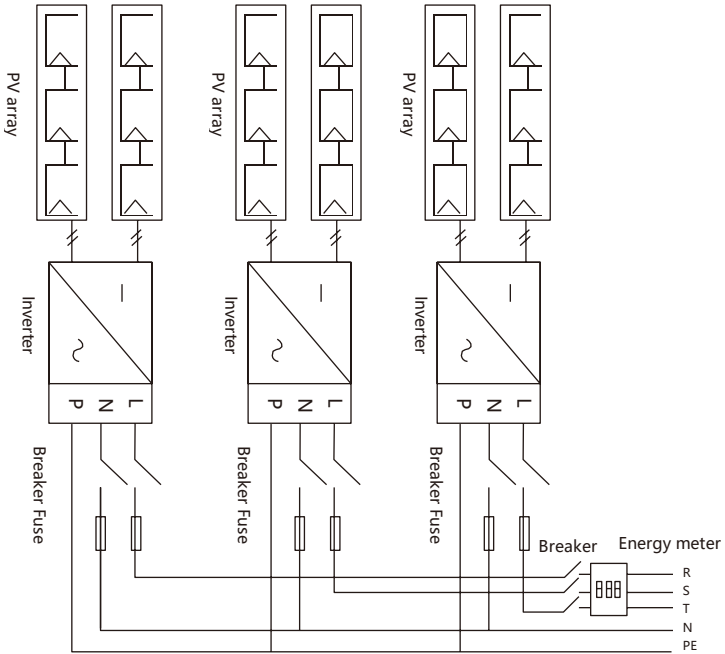 PV array
PV array
PV array
Inverter
Inverter
Inverter
P N L
P N L
P N L
Breaker Fuse
Breaker Fuse
Breaker Fuse
Breaker
Energy meter
R
S
T
N
PE